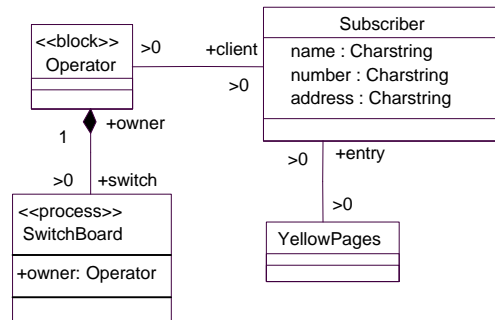 <<block>>
Operator
>0
+client
>0
Subscriber
name : Charstring
number : Charstring
address : Charstring
1
+owner
>0
+switch
>0
+entry
>0
<<process>>
SwitchBoard
+owner: Operator
YellowPages